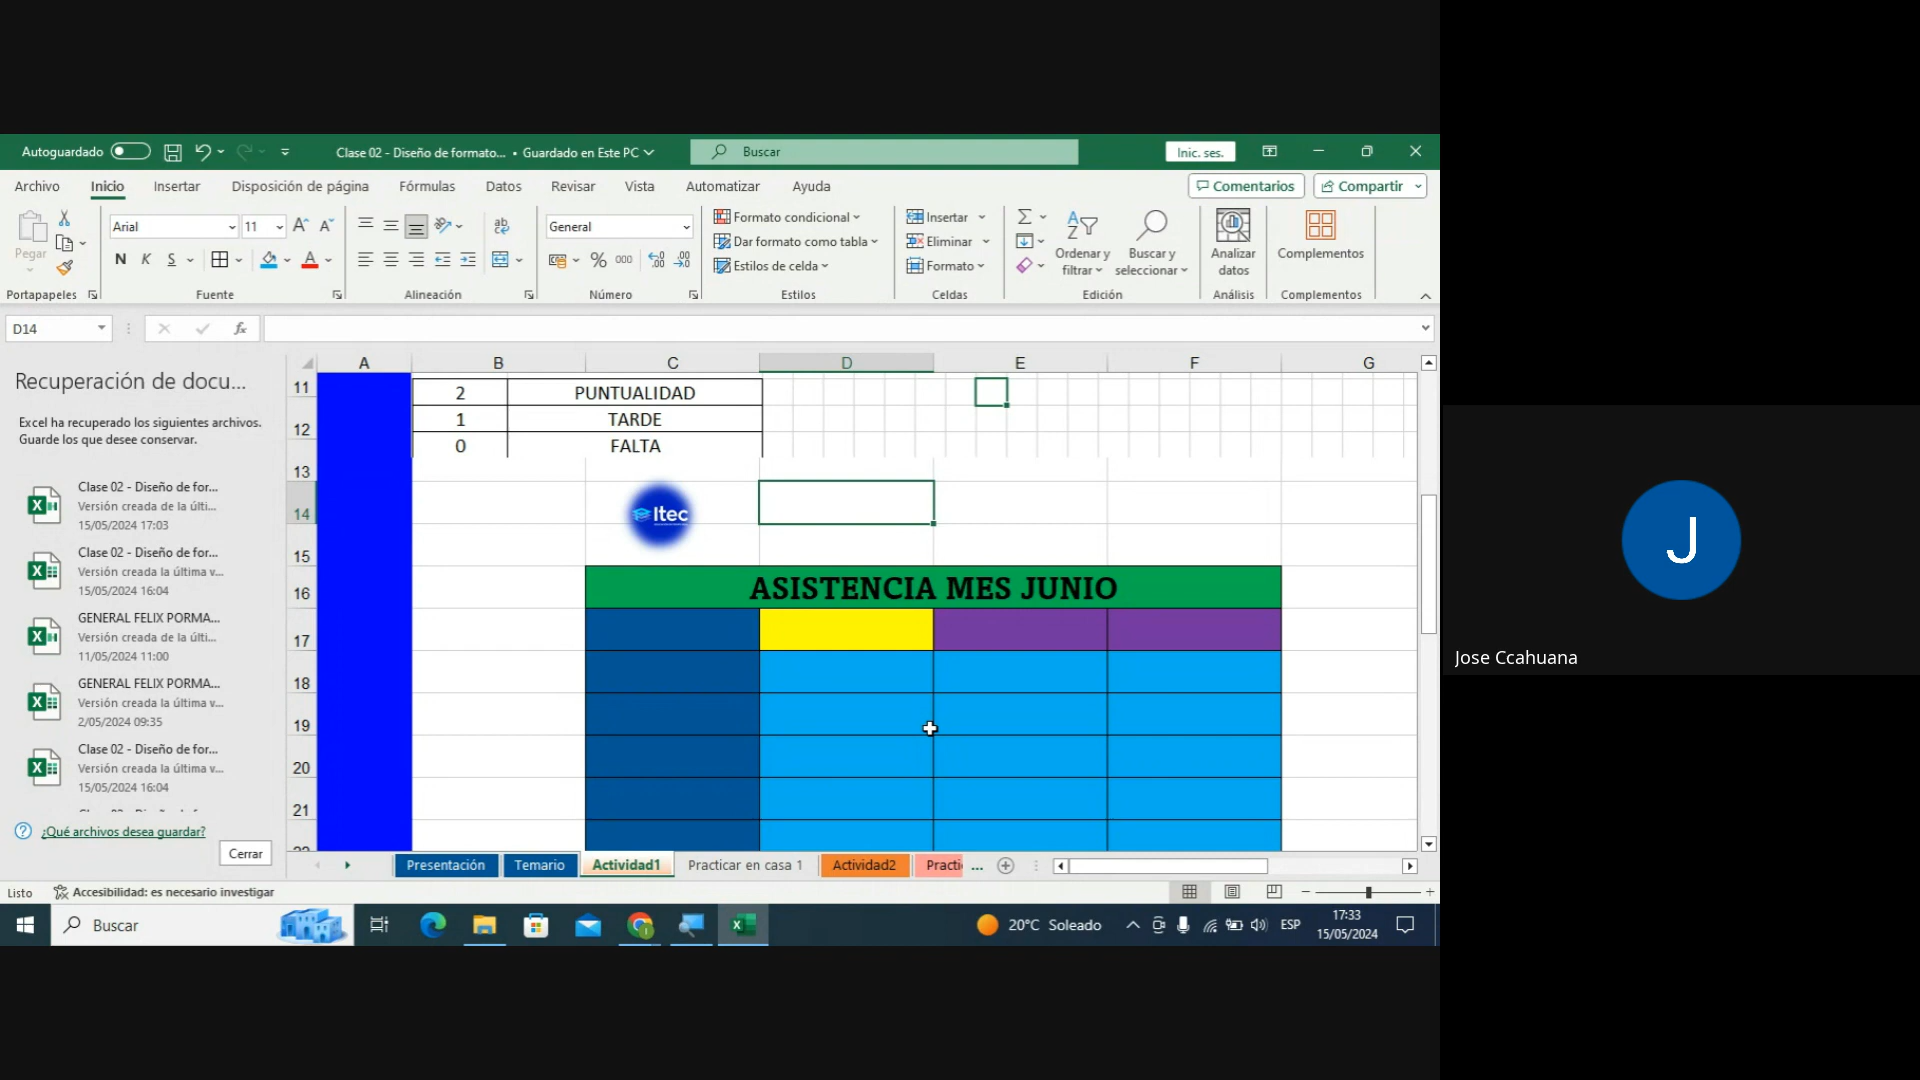 Autoguardado
Clase 02 - Diseño de formato... • Guardado en Este PC
Buscar
Inic. ses.
Archivo Inicio Insertar Disposición de página Fórmulas Datos Revisar Vista Automatizar Ayuda
Comentarios Compartir
Pegar
Arial 11
General
Formato condicional
Dar formato como tabla
Estilos de celda
Insertar
Eliminar
Formato
Ordenar y filtrar
Buscar y seleccionar
Analizar datos
Complementos
N K S
% 000
Portapapeles Fuente Alineación Número Estilos Celdas Edición Análisis Complementos
D14
fx
Recuperación de docu...
Excel ha recuperado los siguientes archivos.
Guarde los que desee conservar.
Clase 02 - Diseño de for...
Versión creada de la últi...
15/05/2024 17:03
Clase 02 - Diseño de for...
Versión creada la última v...
15/05/2024 16:04
GENERAL FELIX PORMA...
Versión creada de la últi...
11/05/2024 11:00
GENERAL FELIX PORMA...
Versión creada la última v...
2/05/2024 09:35
Clase 02 - Diseño de for...
Versión creada la última v...
15/05/2024 16:04
¿Qué archivos desea guardar?
Cerrar
A B C D E F G
11
12
13
14
15
16
17
18
19
20
21
2 PUNTUALIDAD
1 TARDE
0 FALTA
Itec
ASISTENCIA MES JUNIO
Presentación Temario Actividad1 Practicar en casa 1 Actividad2 Practi ...
Listo
Accesibilidad: es necesario investigar
Buscar
20°C Soleado
ESP
17:33
15/05/2024
J
Jose Ccahuana